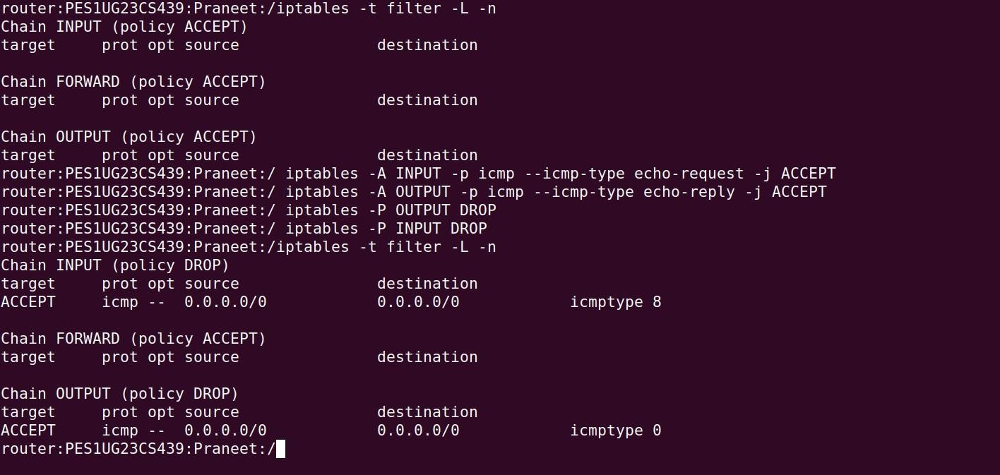 router:PES1UG23CS439:Praneet:/iptables -t filter -L -n
Chain INPUT (policy ACCEPT)
target     prot opt source               destination

Chain FORWARD (policy ACCEPT)
target     prot opt source               destination

Chain OUTPUT (policy ACCEPT)
target     prot opt source               destination
router:PES1UG23CS439:Praneet:/ iptables -A INPUT -p icmp --icmp-type echo-request -j ACCEPT
router:PES1UG23CS439:Praneet:/ iptables -A OUTPUT -p icmp --icmp-type echo-reply -j ACCEPT
router:PES1UG23CS439:Praneet:/ iptables -P OUTPUT DROP
router:PES1UG23CS439:Praneet:/ iptables -P INPUT DROP
router:PES1UG23CS439:Praneet:/iptables -t filter -L -n
Chain INPUT (policy DROP)
target     prot opt source               destination
ACCEPT     icmp --  0.0.0.0/0            0.0.0.0/0            icmptype 8

Chain FORWARD (policy ACCEPT)
target     prot opt source               destination

Chain OUTPUT (policy DROP)
target     prot opt source               destination
ACCEPT     icmp --  0.0.0.0/0            0.0.0.0/0            icmptype 0
router:PES1UG23CS439:Praneet:/